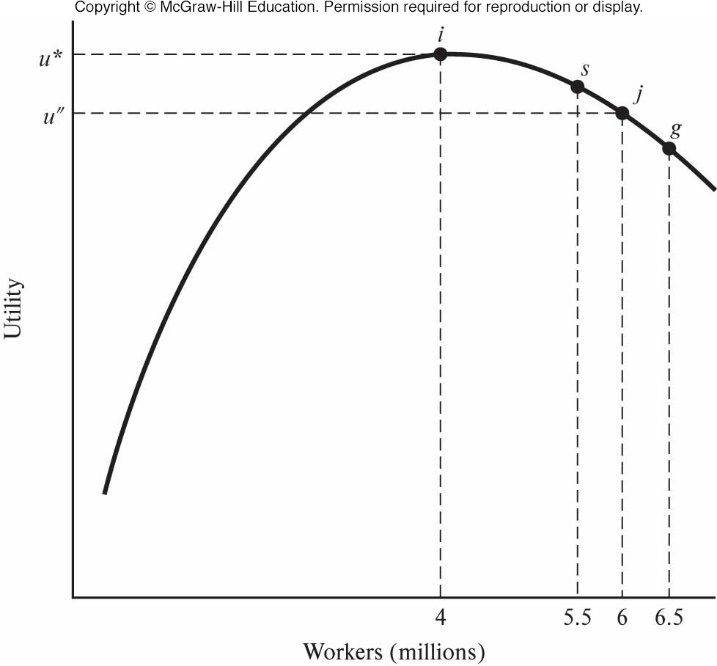 Copyright © McGraw-Hill Education. Permission required for reproduction or display.
i
u*
s
j
u″
g
Utility
4 5.5 6 6.5
Workers (millions)